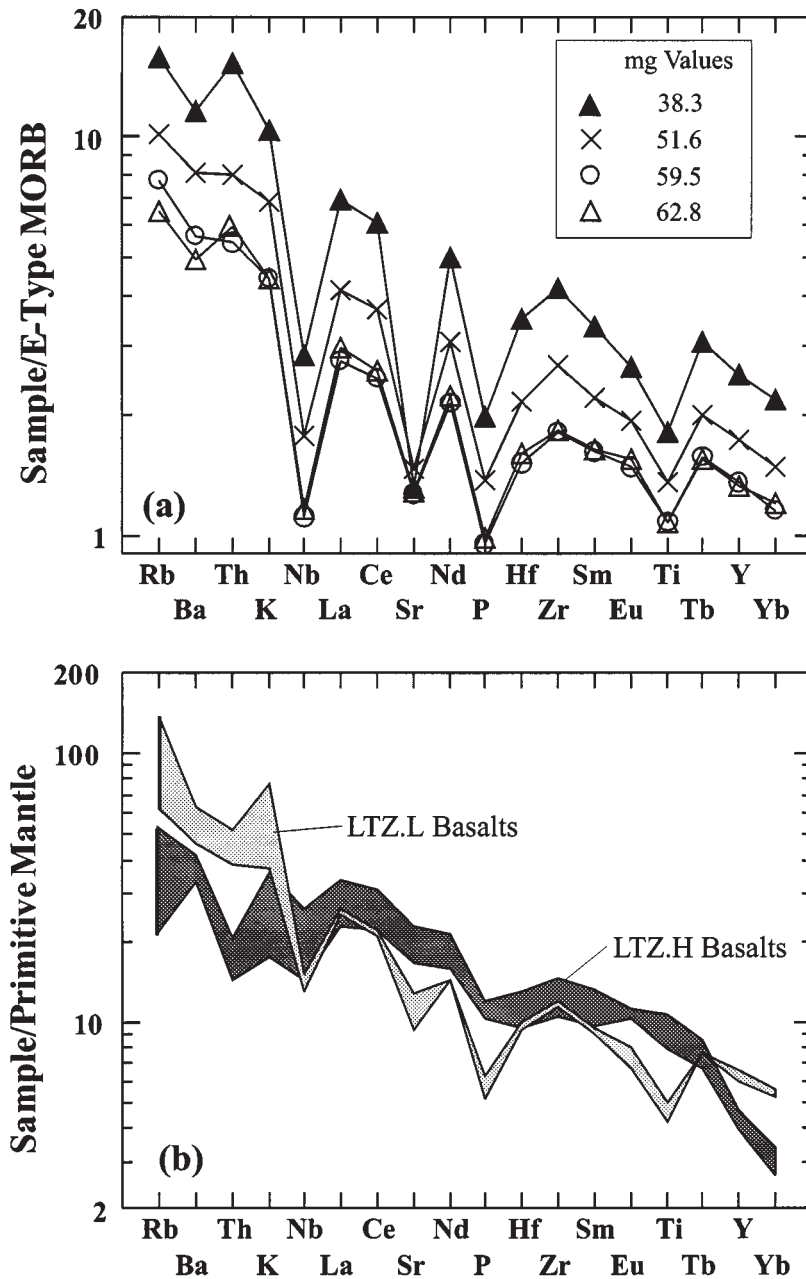 20
10
1
Sample/E-Type MORB
mg Values
38.3
51.6
59.5
62.8
(a)
Rb Th Nb Ce Nd Hf Sm Ti Y
Ba K La Sr P Zr Eu Tb Yb
200
100
10
2
Sample/Primitive Mantle
LTZ.L Basalts
LTZ.H Basalts
(b)
Rb Th Nb Ce Nd Hf Sm Ti Y
Ba K La Sr P Zr Eu Tb Yb